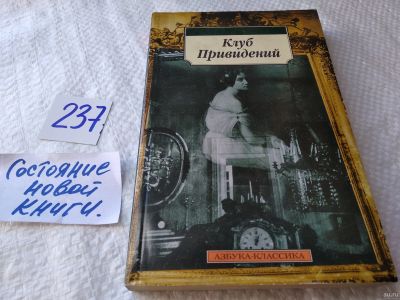 Клуб
Привидений
237
Состояние
новой
книги.
АЗБУКА-КЛАССИКА